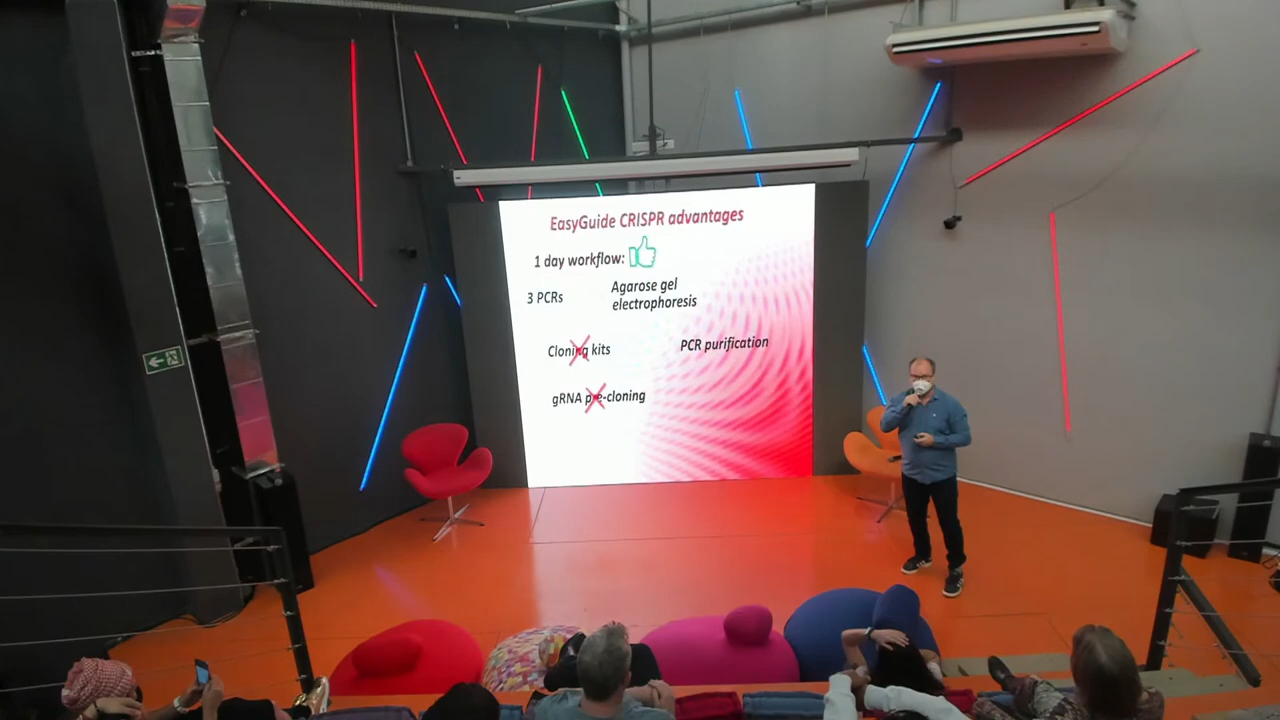 EasyGuide CRISPR advantages
1 day workflow:
3 PCRs
Agarose gel
electrophoresis
Cloning kits
PCR purification
gRNA pre-cloning